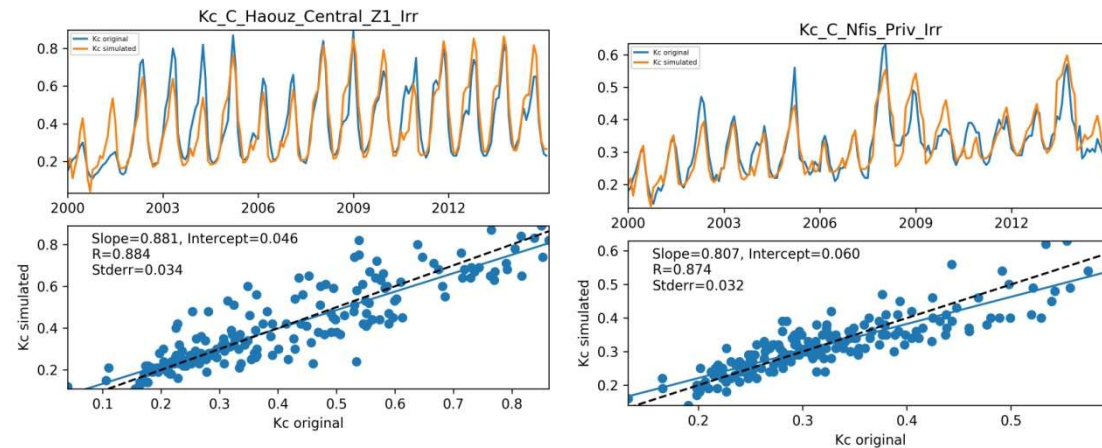 Kc_C_Haouz_Central_Z1_Irr
Kc original
Kc simulated
0.8
0.6
0.4
0.2
2000 2003 2006 2009 2012
Slope=0.881, Intercept=0.046
R=0.884
Stderr=0.034
Kc simulated
0.8
0.6
0.4
0.2
0.1 0.2 0.3 0.4 0.5 0.6 0.7 0.8
Kc original
Kc_C_Nfis_Priv_Irr
Kc original
Kc simulated
0.6
0.5
0.4
0.3
0.2
2000 2003 2006 2009 2012
Slope=0.807, Intercept=0.060
R=0.874
Stderr=0.032
Kc simulated
0.6
0.5
0.4
0.3
0.2
0.2 0.3 0.4 0.5
Kc original